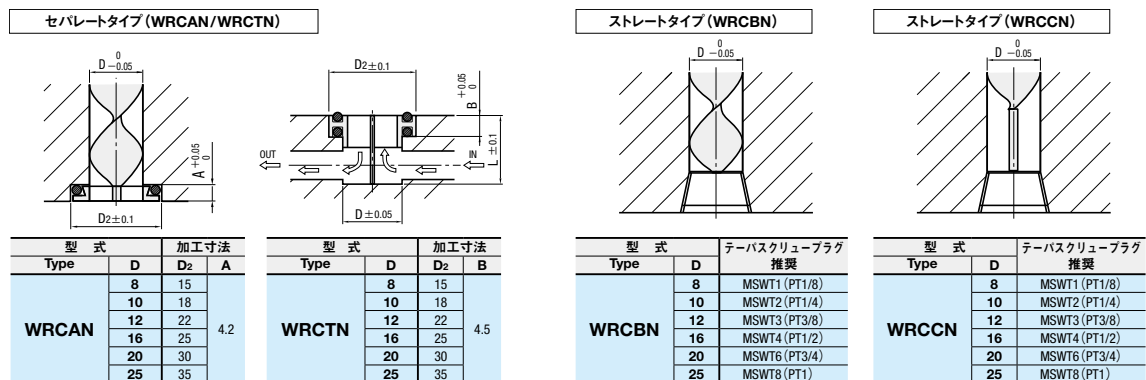 セパレートタイプ(WRCAN/WRCTN)
ストレートタイプ(WRCBN)
ストレートタイプ(WRCCN)
D 0 −0.05
A +0.05 0
D2±0.1
D2±0.1
B +0.05 0
L±0.1
OUT
IN
D±0.05
D 0 −0.05
D 0 −0.05
型 式 加工寸法
Type D D2 A
WRCAN 8 15 4.2
10 18
12 22
16 25
20 30
25 35
型 式 加工寸法
Type D D2 B
WRCTN 8 15 4.5
10 18
12 22
16 25
20 30
25 35
型 式 テーパスクリュープラグ
Type D 推奨
WRCBN 8 MSWT1(PT1/8)
10 MSWT2(PT1/4)
12 MSWT3(PT3/8)
16 MSWT4(PT1/2)
20 MSWT6(PT3/4)
25 MSWT8(PT1)
型 式 テーパスクリュープラグ
Type D 推奨
WRCCN 8 MSWT1(PT1/8)
10 MSWT2(PT1/4)
12 MSWT3(PT3/8)
16 MSWT4(PT1/2)
20 MSWT6(PT3/4)
25 MSWT8(PT1)